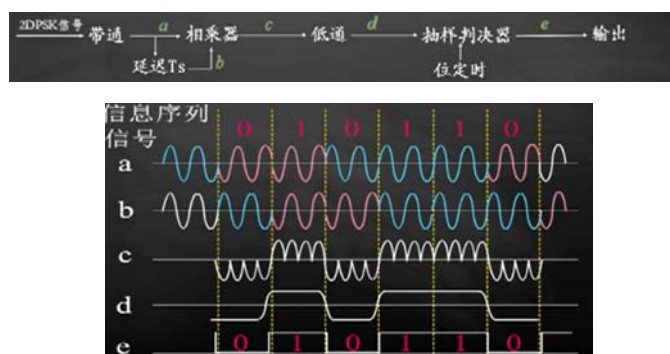 2DPSK信号 带通 a 相乘器 c 低通 d 抽样判决器 e 输出
延迟Ts b 位定时
信息序列
0 1 0 1 1 0
信号
a
b
c
d
e 0 1 0 1 1 0